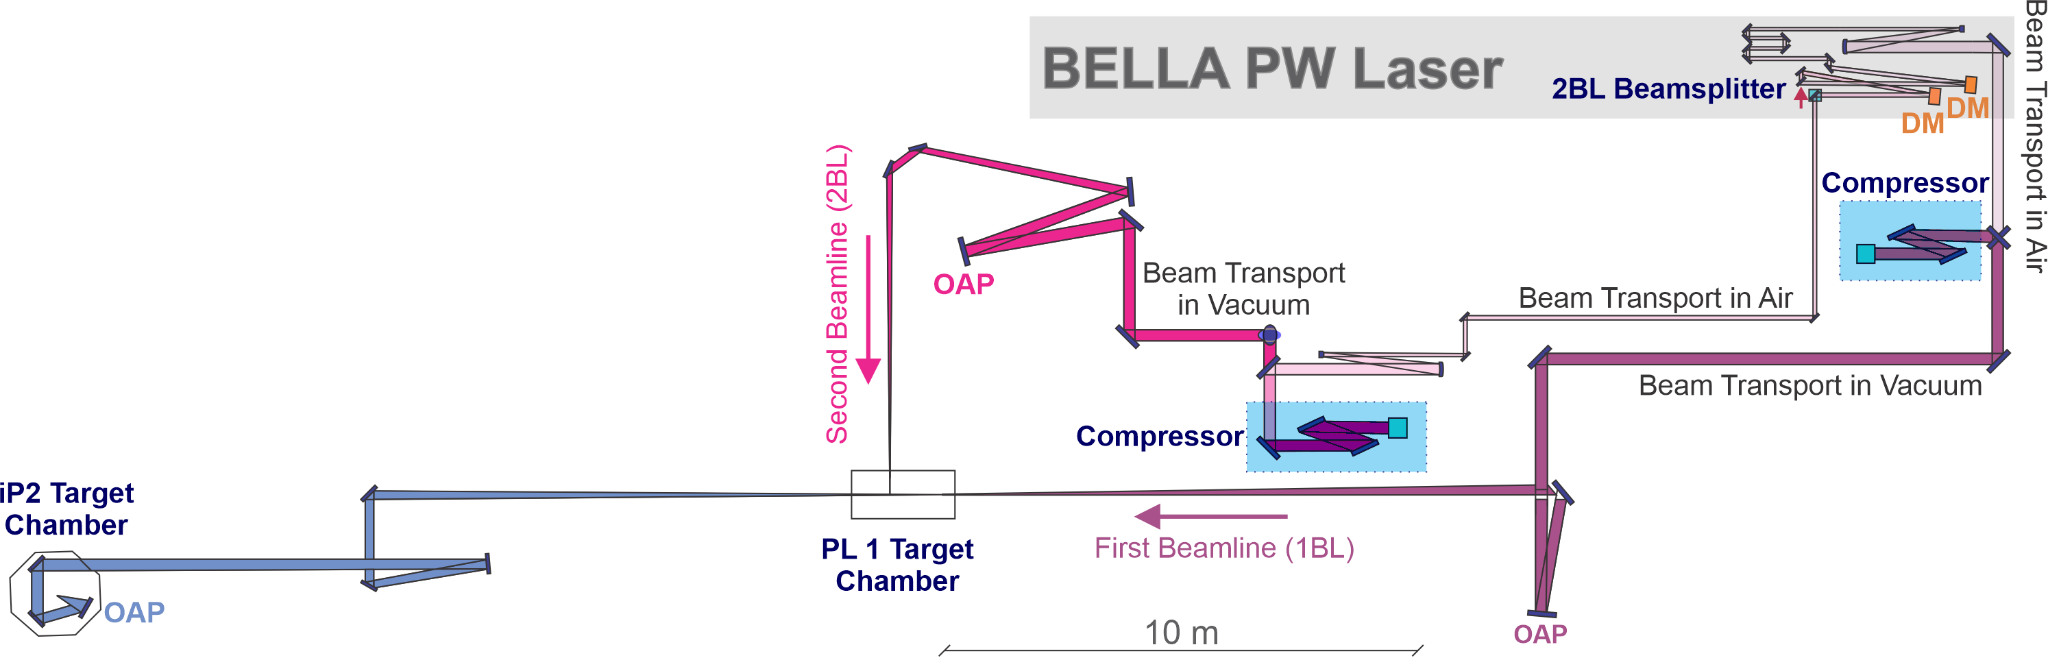 BELLA PW Laser
2BL Beamsplitter
DM
DM
Beam Transport in Air
Compressor
Second Beamline (2BL)
OAP
Beam Transport
in Vacuum
Beam Transport in Air
Beam Transport in Vacuum
Compressor
iP2 Target
Chamber
OAP
PL 1 Target
Chamber
First Beamline (1BL)
OAP
10 m